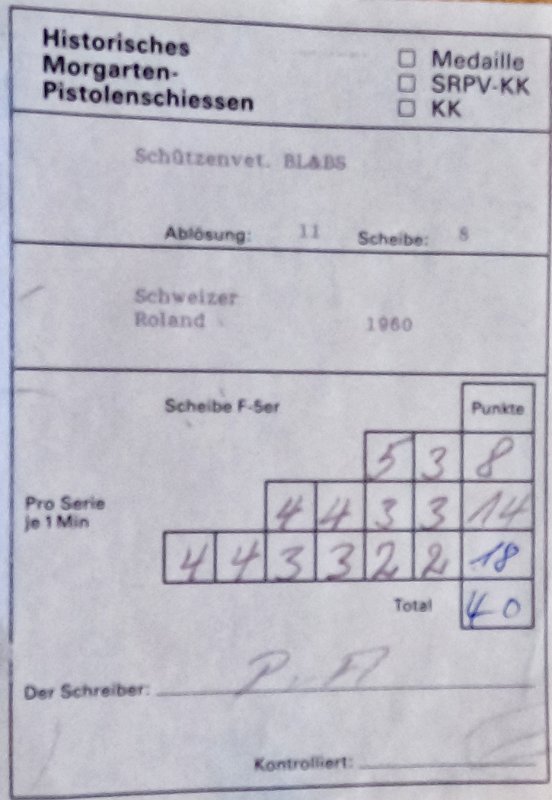 Historisches
Morgarten-
Pistolenschiessen
☐ Medaille
☐ SRPV-KK
☐ KK
Schützenvet. BLABS
Ablösung: 11 Scheibe: 8
Schweizer
Roland 1960
Scheibe F-5er Punkte
5 3 8
Pro Serie
je 1 Min
4 4 3 3 14
4 4 3 3 2 2 18
Total 40
Der Schreiber:
Kontrolliert: